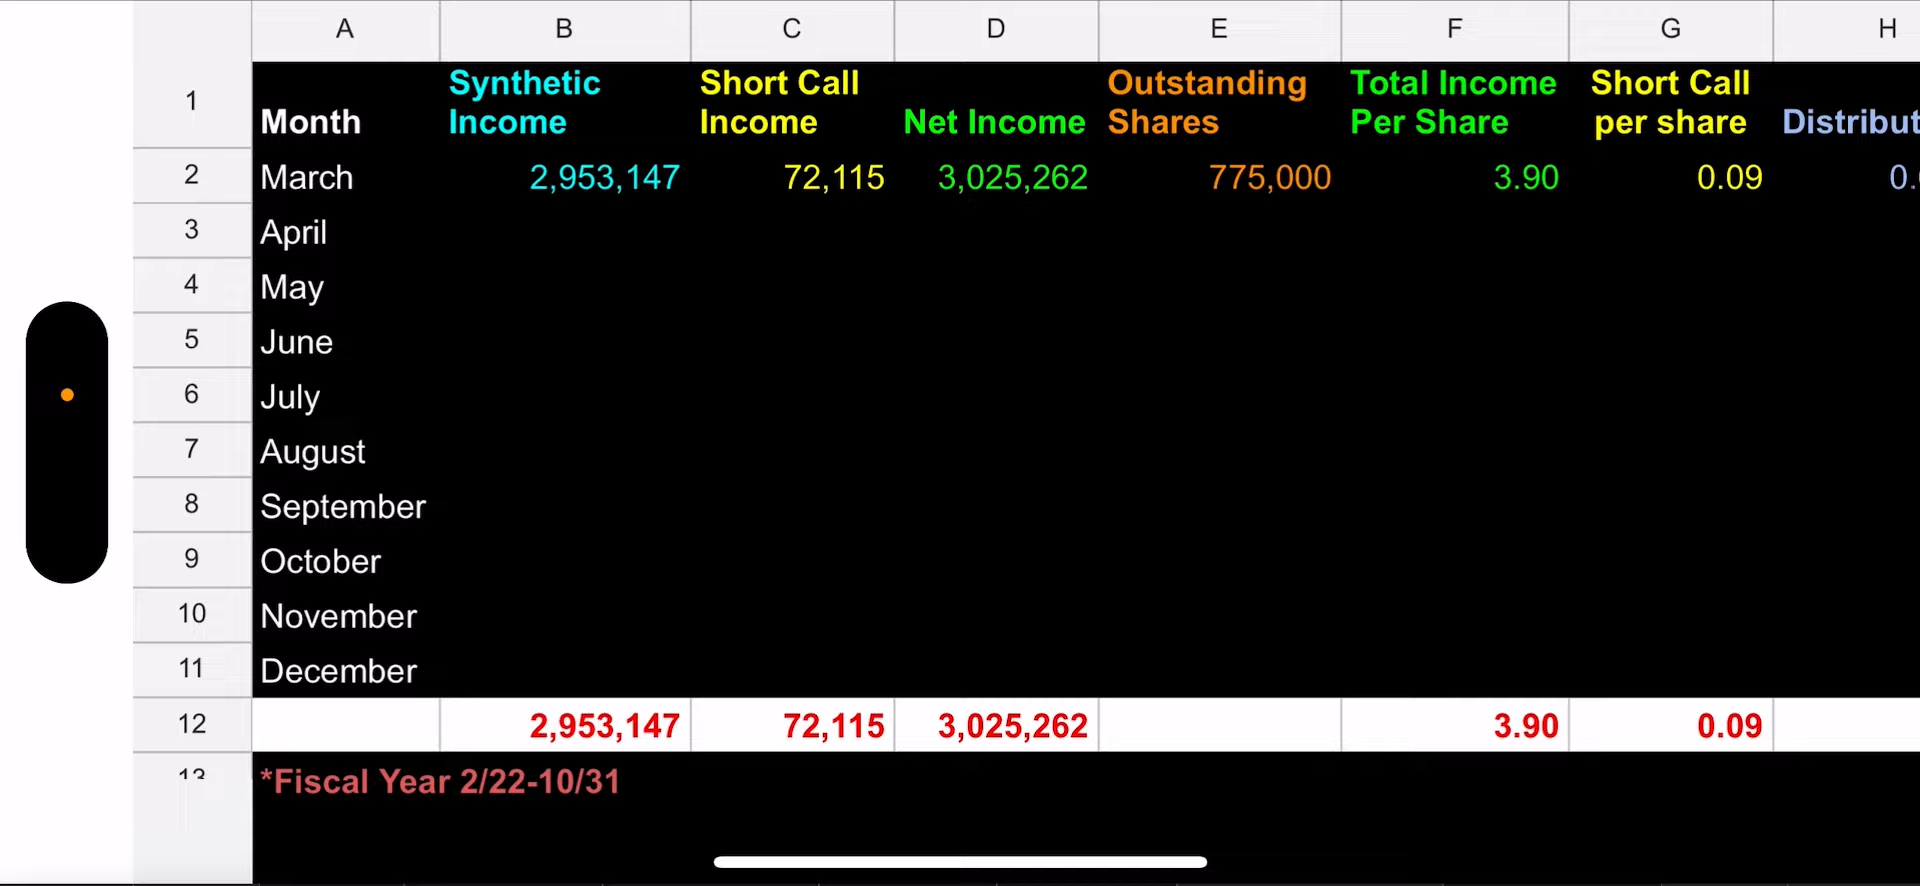 A B C D E F G H
1 Month Synthetic Income Short Call Income Net Income Outstanding Shares Total Income Per Share Short Call per share Distribut
2 March 2,953,147 72,115 3,025,262 775,000 3.90 0.09 0.
3 April
4 May
5 June
6 July
7 August
8 September
9 October
10 November
11 December
12 2,953,147 72,115 3,025,262 3.90 0.09
13 *Fiscal Year 2/22-10/31